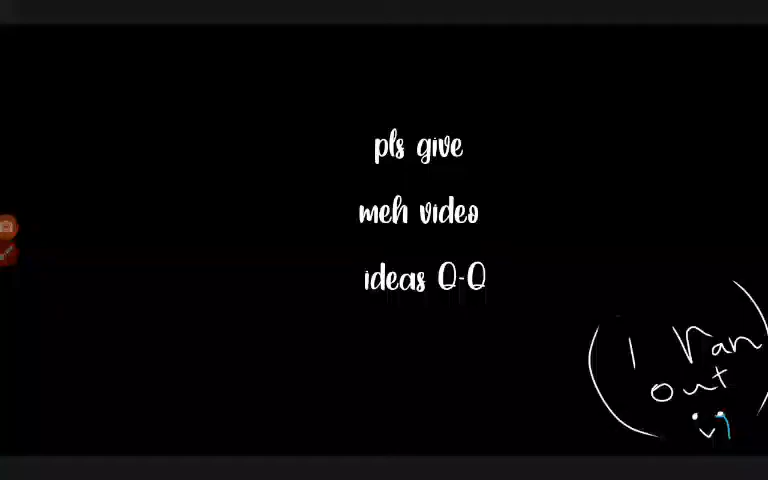 pls give
meh video
ideas Q-Q
(I ran
out